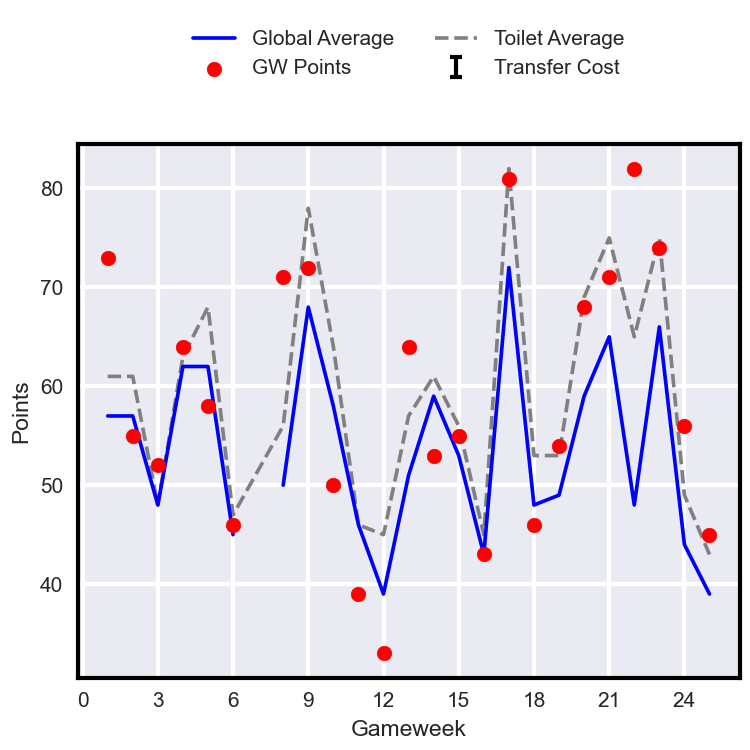 Global Average
GW Points
Toilet Average
Transfer Cost
80
70
60
50
40
Points
0 3 6 9 12 15 18 21 24
Gameweek